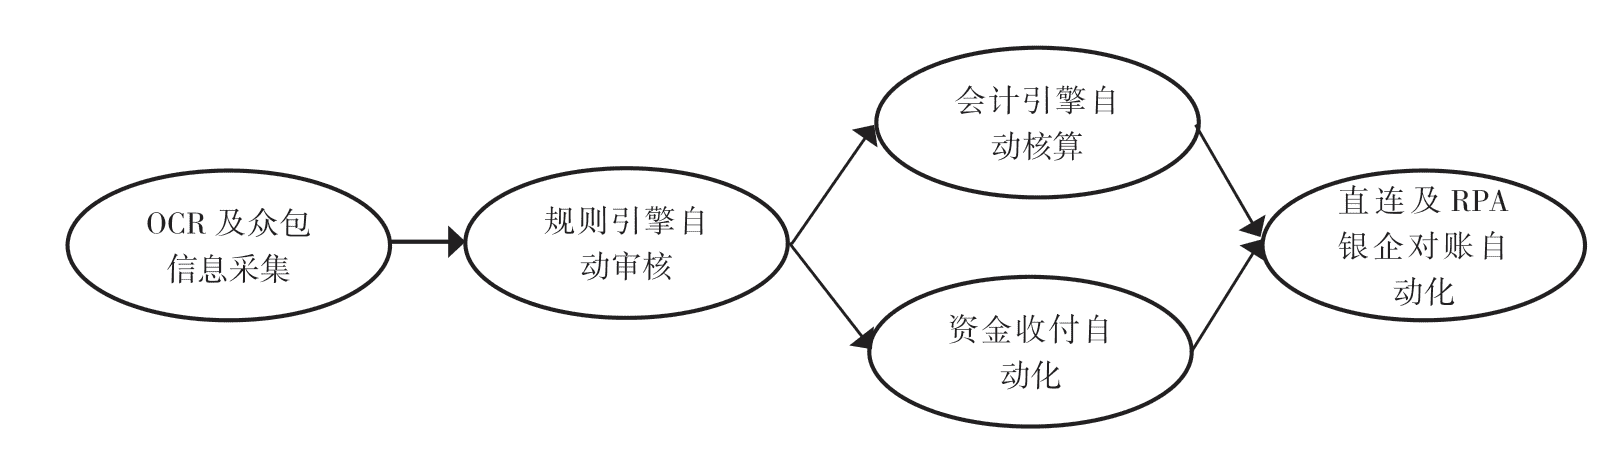 OCR 及众包
信息采集
规则引擎自
动审核
会计引擎自
动核算
资金收付自
动化
直连及 RPA
银企对账自
动化